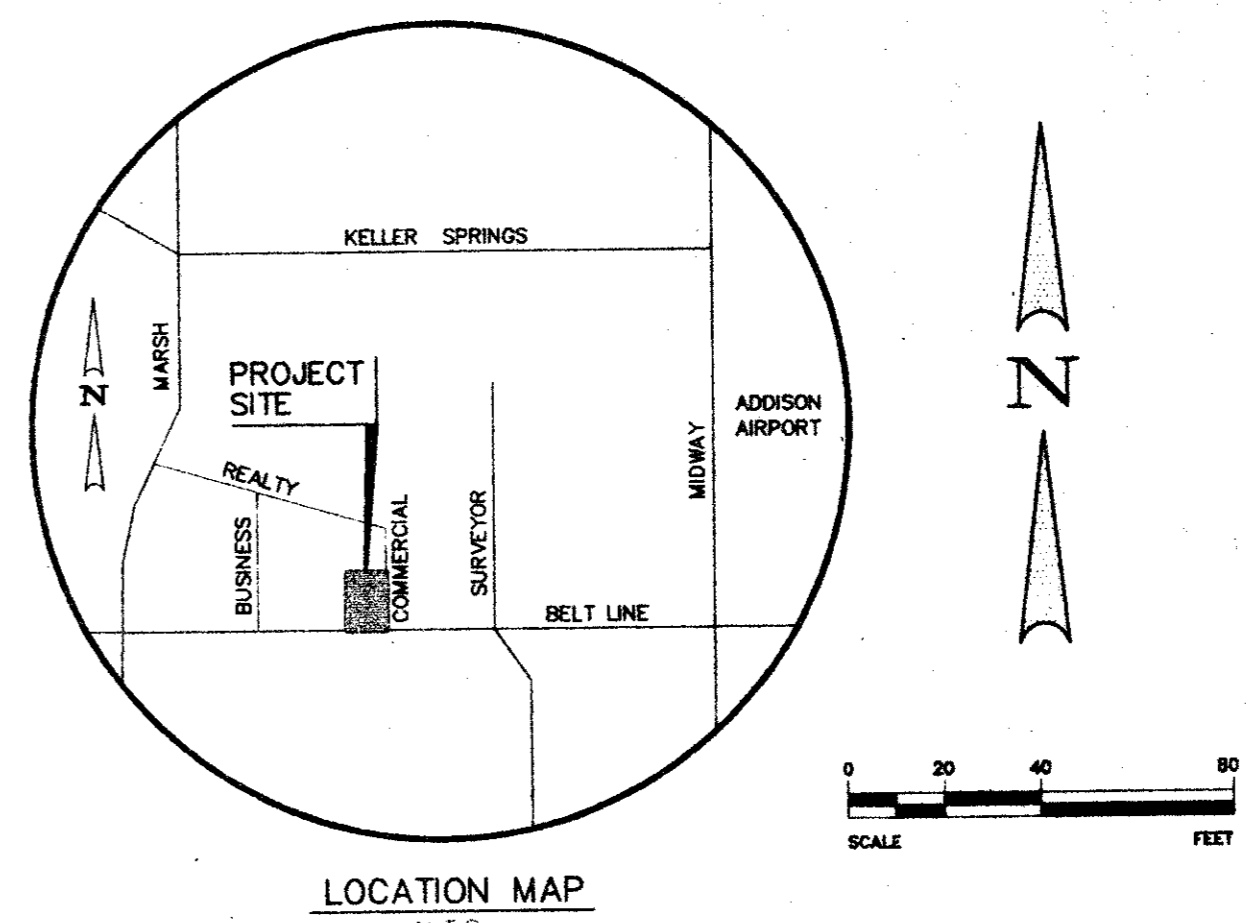 KELLER SPRINGS
MARSH
N
PROJECT
SITE
ADDISON
AIRPORT
MIDWAY
REALTY
BUSINESS
COMMERCIAL
SURVEYOR
BELT LINE
N
0 20 40 80
SCALE FEET
LOCATION MAP